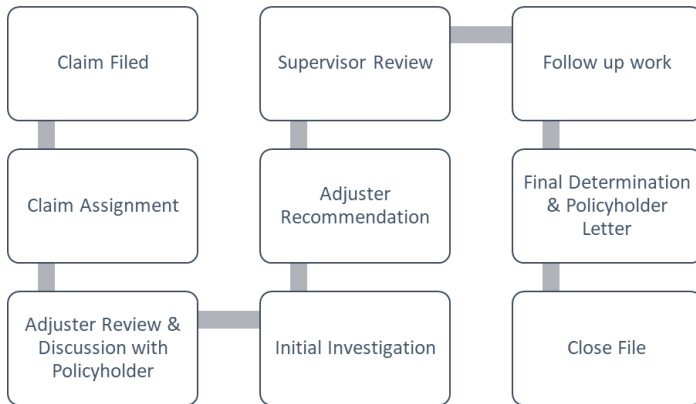 Claim Filed
Claim Assignment
Adjuster Review &
Discussion with
Policyholder
Initial Investigation
Adjuster
Recommendation
Supervisor Review
Follow up work
Final Determination
& Policyholder
Letter
Close File